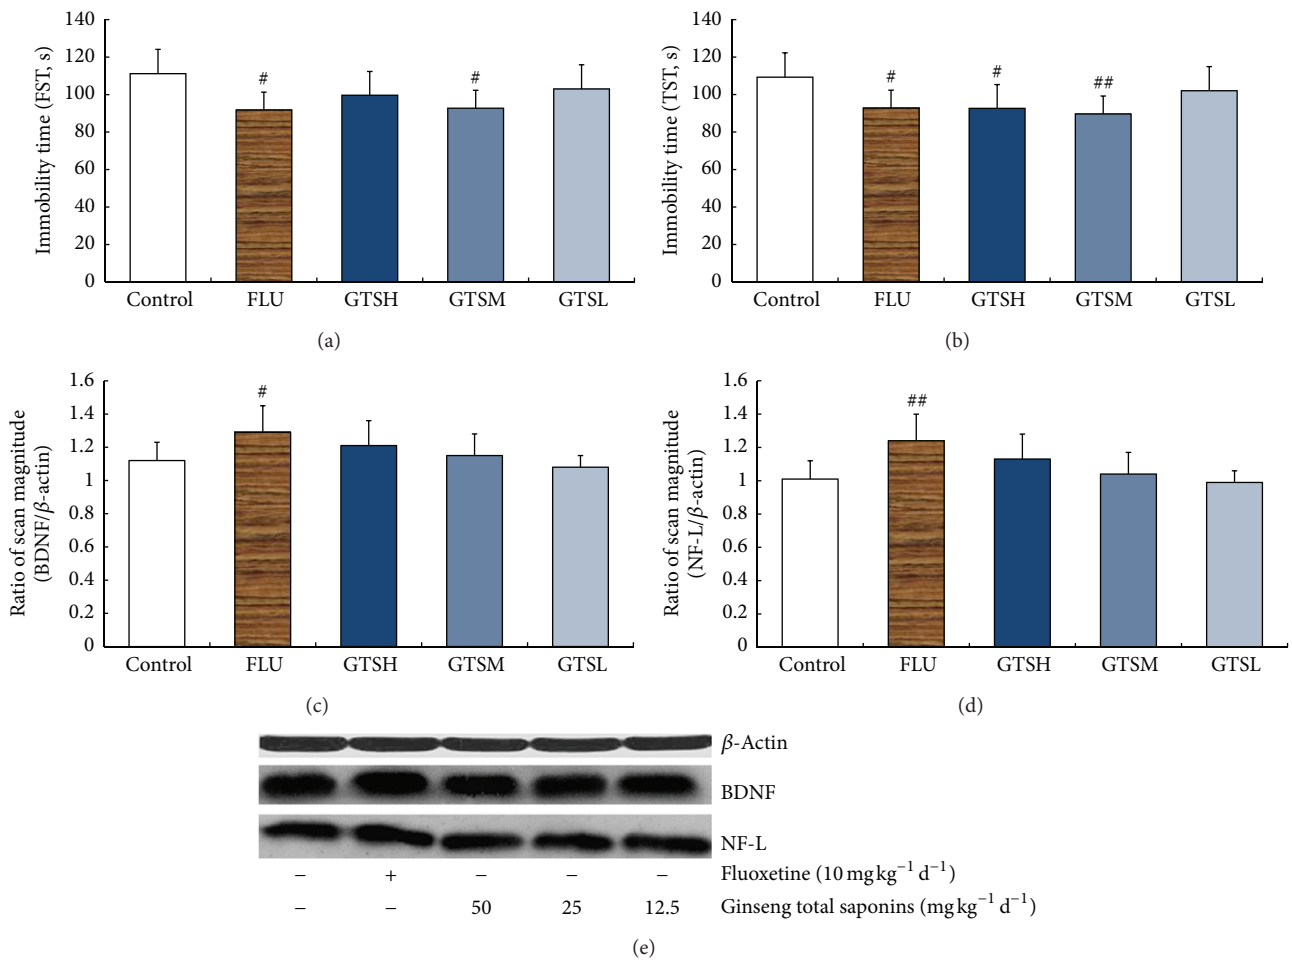 140
120
100
80
60
40
20
0
Immobility time (FST, s)
#
#
Control FLU GTSH GTSM GTSL
(a)
140
120
100
80
60
40
20
0
Immobility time (TST, s)
#
#
##
Control FLU GTSH GTSM GTSL
(b)
1.6
1.4
1.2
1
0.8
0.6
0.4
0.2
0
Ratio of scan magnitude
(BDNF/β-actin)
#
Control FLU GTSH GTSM GTSL
(c)
1.6
1.4
1.2
1
0.8
0.6
0.4
0.2
0
Ratio of scan magnitude
(NF-L/β-actin)
##
Control FLU GTSH GTSM GTSL
(d)
β-Actin
BDNF
NF-L
− + − − − Fluoxetine (10 mg kg⁻¹ d⁻¹)
− − 50 25 12.5 Ginseng total saponins (mg kg⁻¹ d⁻¹)
(e)